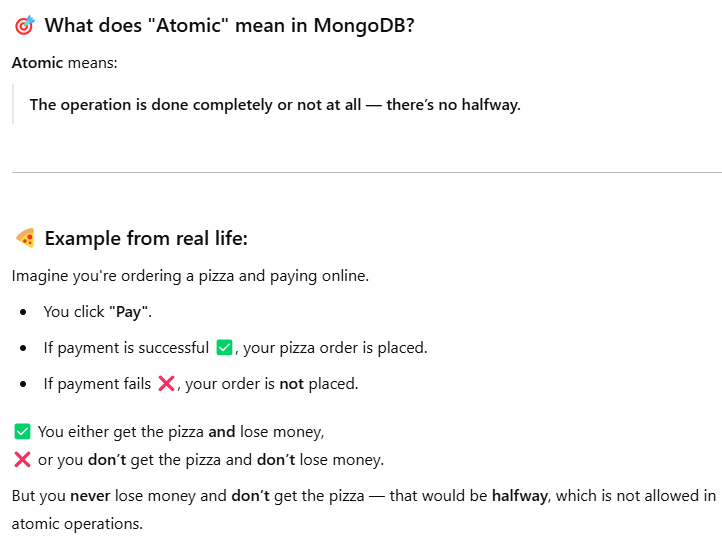 🎯 What does "Atomic" mean in MongoDB?
Atomic means:
The operation is done completely or not at all — there's no halfway.
🍕 Example from real life:
Imagine you're ordering a pizza and paying online.
• You click "Pay".
• If payment is successful ✅, your pizza order is placed.
• If payment fails ❌, your order is not placed.
✅ You either get the pizza and lose money,
❌ or you don't get the pizza and don't lose money.
But you never lose money and don't get the pizza — that would be halfway, which is not allowed in
atomic operations.